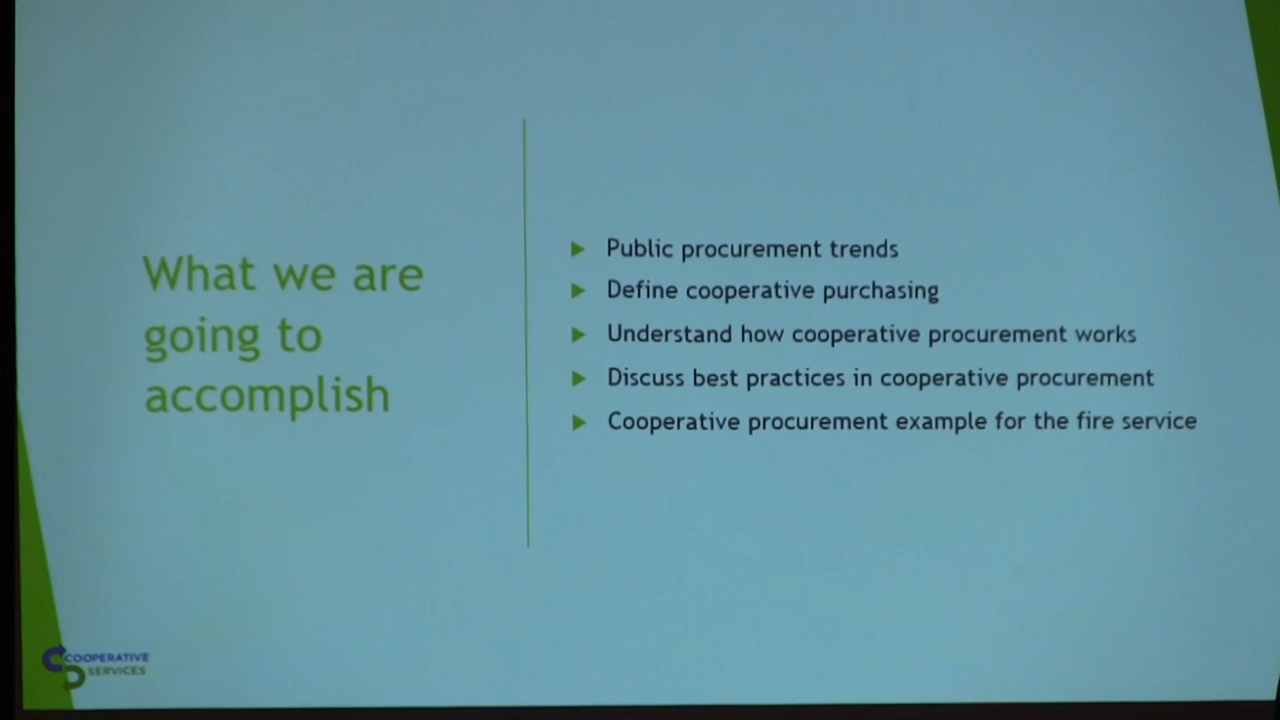 What we are
going to
accomplish
Public procurement trends
Define cooperative purchasing
Understand how cooperative procurement works
Discuss best practices in cooperative procurement
Cooperative procurement example for the fire service
COOPERATIVE
SERVICES